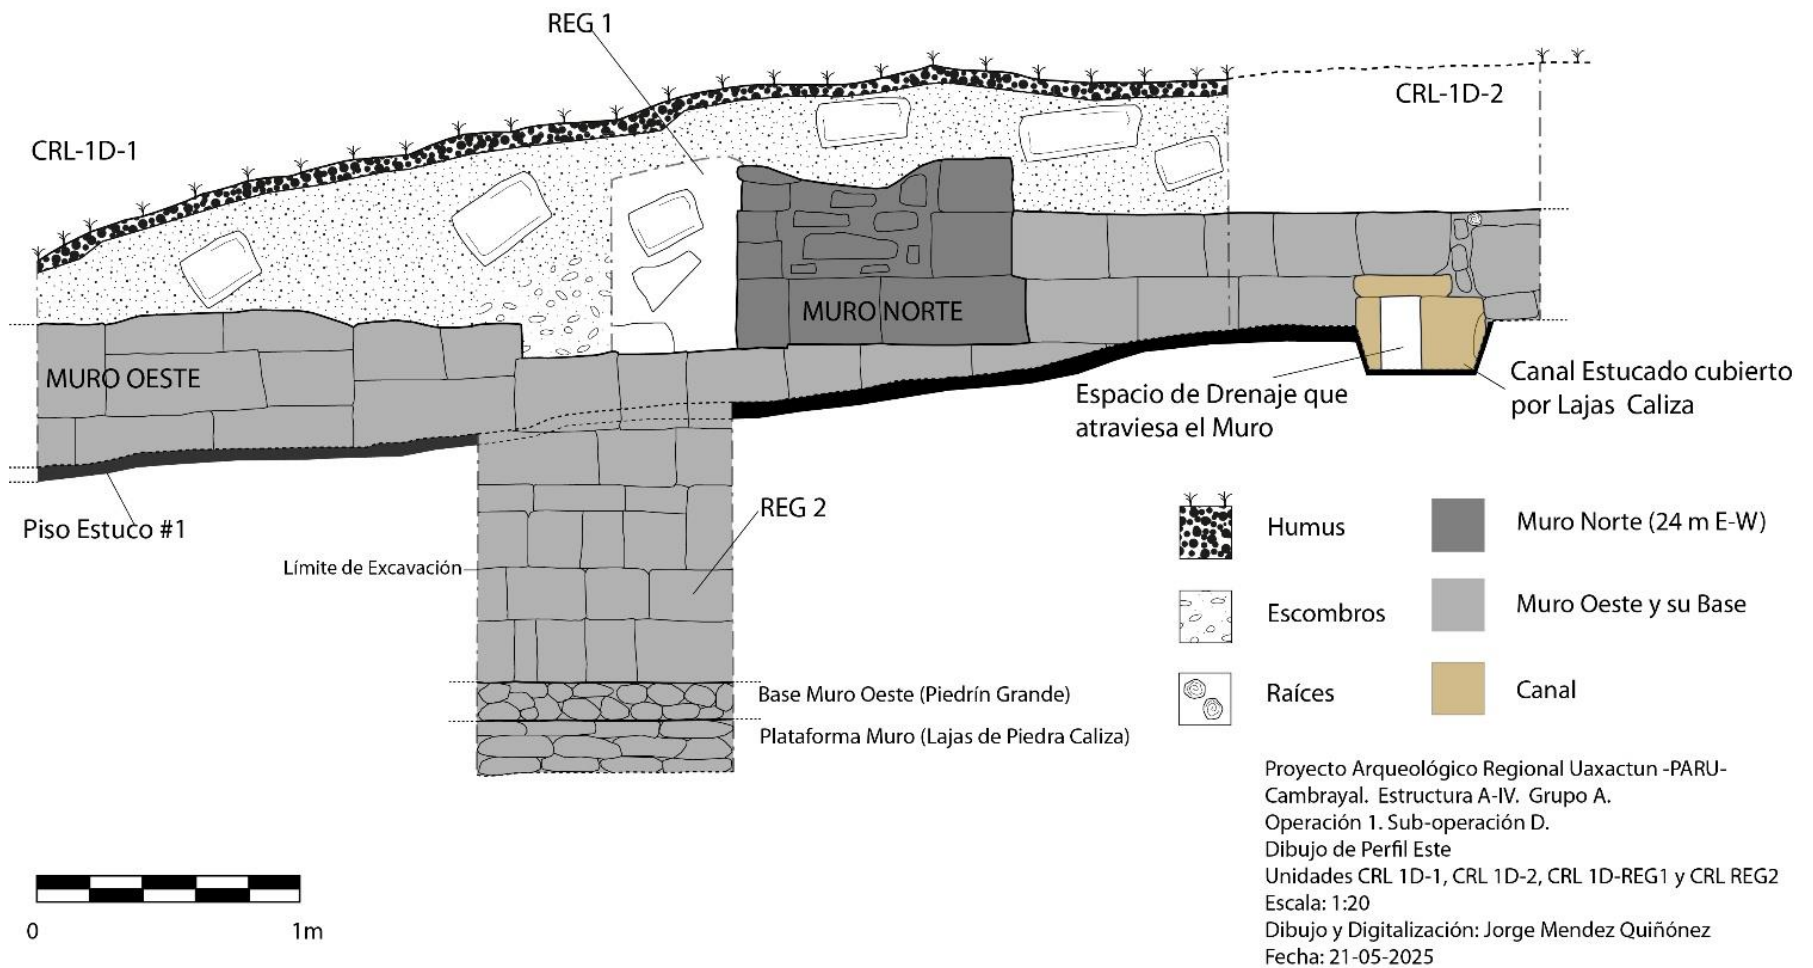 REG 1
CRL-1D-2
CRL-1D-1
MURO NORTE
MURO OESTE
Espacio de Drenaje que
atraviesa el Muro
Canal Estucado cubierto
por Lajas Caliza
Piso Estuco #1
REG 2
Límite de Excavación
Base Muro Oeste (Piedrín Grande)
Plataforma Muro (Lajas de Piedra Caliza)
Humus
Escombros
Raíces
Muro Norte (24 m E-W)
Muro Oeste y su Base
Canal
Proyecto Arqueológico Regional Uaxactun -PARU-
Cambrayal. Estructura A-IV. Grupo A.
Operación 1. Sub-operación D.
Dibujo de Perfil Este
Unidades CRL 1D-1, CRL 1D-2, CRL 1D-REG1 y CRL REG2
Escala: 1:20
Dibujo y Digitalización: Jorge Mendez Quiñónez
Fecha: 21-05-2025
0 1m